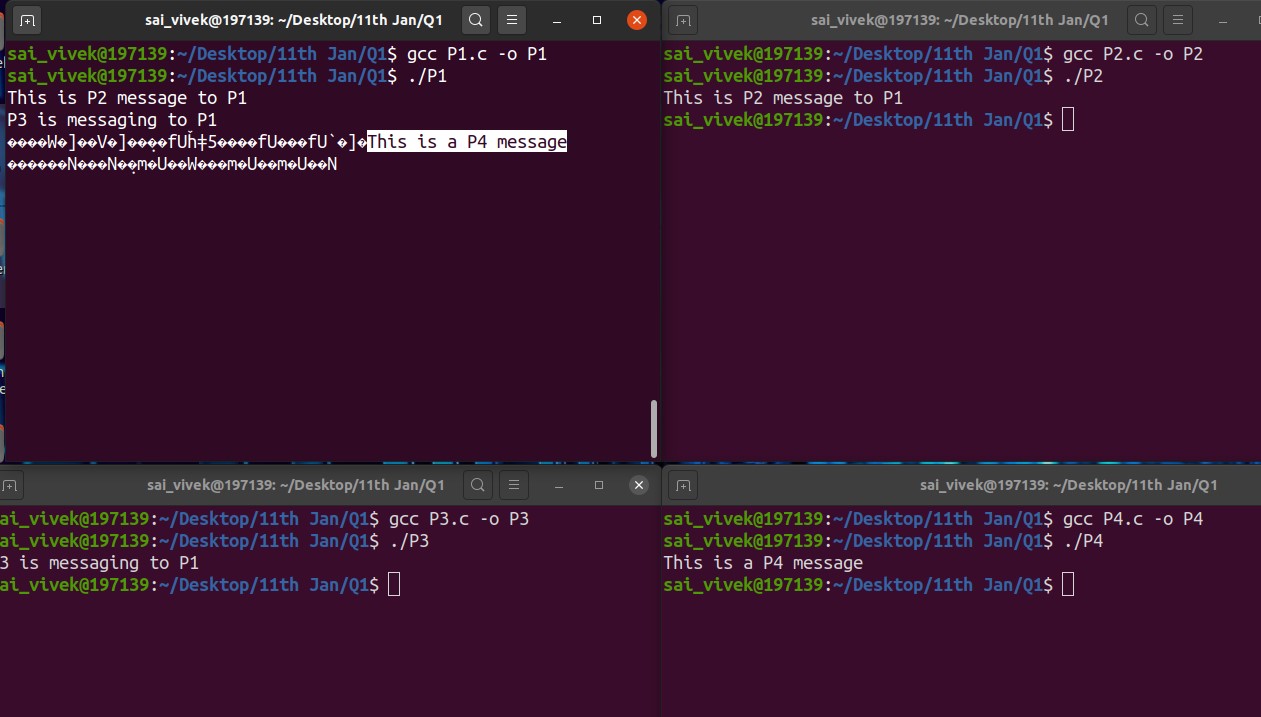 sai_vivek@197139: ~/Desktop/11th Jan/Q1
sai_vivek@197139:~/Desktop/11th Jan/Q1$ gcc P1.c -o P1
sai_vivek@197139:~/Desktop/11th Jan/Q1$ ./P1
This is P2 message to P1
P3 is messaging to P1
This is a P4 message
sai_vivek@197139: ~/Desktop/11th Jan/Q1
sai_vivek@197139:~/Desktop/11th Jan/Q1$ gcc P2.c -o P2
sai_vivek@197139:~/Desktop/11th Jan/Q1$ ./P2
This is P2 message to P1
sai_vivek@197139:~/Desktop/11th Jan/Q1$
sai_vivek@197139: ~/Desktop/11th Jan/Q1
ai_vivek@197139:~/Desktop/11th Jan/Q1$ gcc P3.c -o P3
ai_vivek@197139:~/Desktop/11th Jan/Q1$ ./P3
3 is messaging to P1
ai_vivek@197139:~/Desktop/11th Jan/Q1$
sai_vivek@197139: ~/Desktop/11th Jan/Q1
sai_vivek@197139:~/Desktop/11th Jan/Q1$ gcc P4.c -o P4
sai_vivek@197139:~/Desktop/11th Jan/Q1$ ./P4
This is a P4 message
sai_vivek@197139:~/Desktop/11th Jan/Q1$